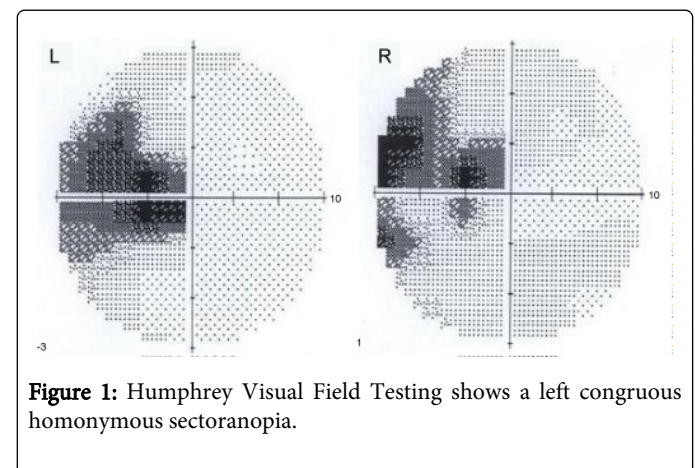 L
R
10
10
-3
1
Figure 1: Humphrey Visual Field Testing shows a left congruous
homonymous sectoranopia.